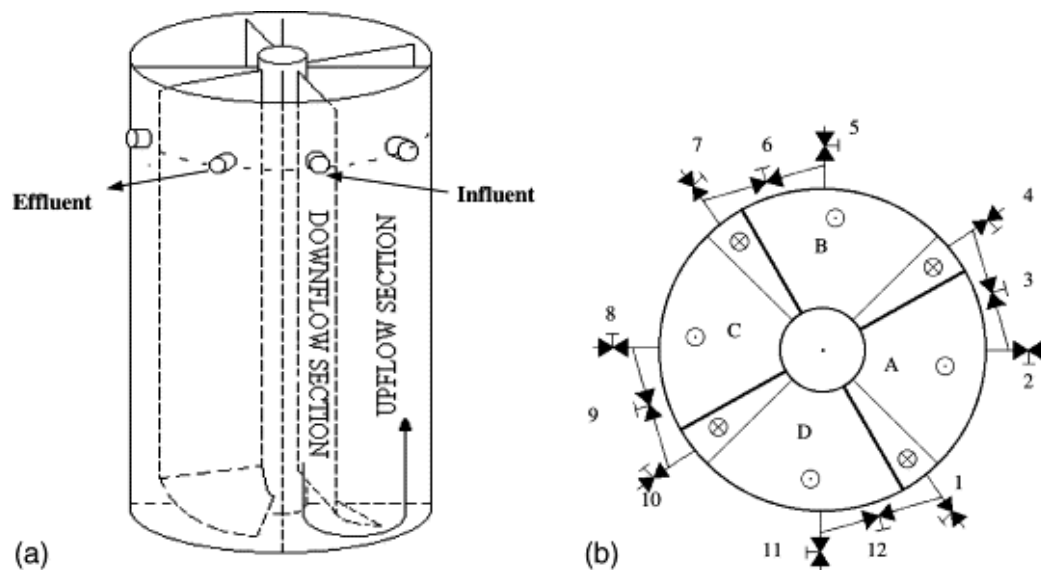 Effluent
Influent
DOWNFLOW SECTION
UPFLOW SECTION
(a)
5
6
7
4
B
3
8
C
A
2
9
D
1
10
11
12
(b)